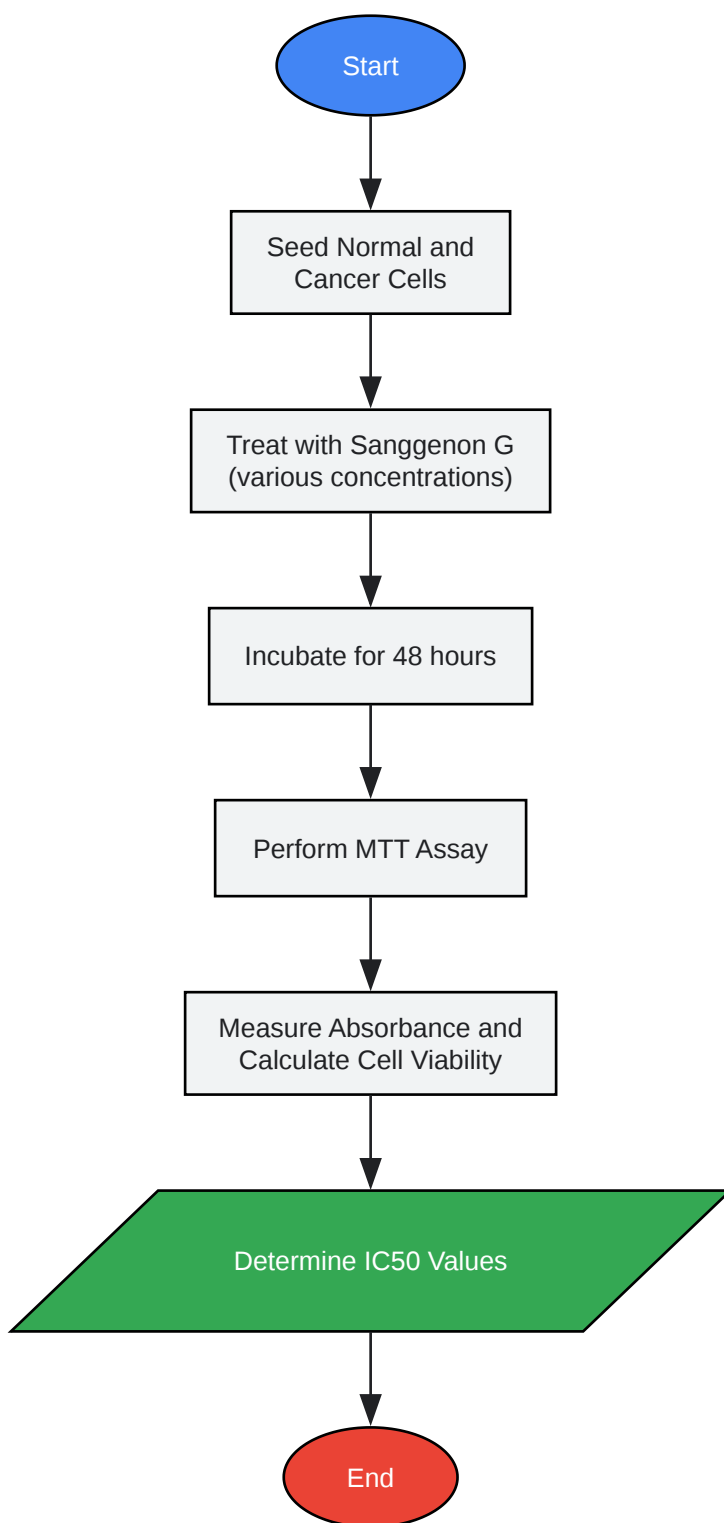 Start
Seed Normal and
Cancer Cells
Treat with Sanggenon G
(various concentrations)
Incubate for 48 hours
Perform MTT Assay
Measure Absorbance and
Calculate Cell Viability
Determine IC50 Values
End